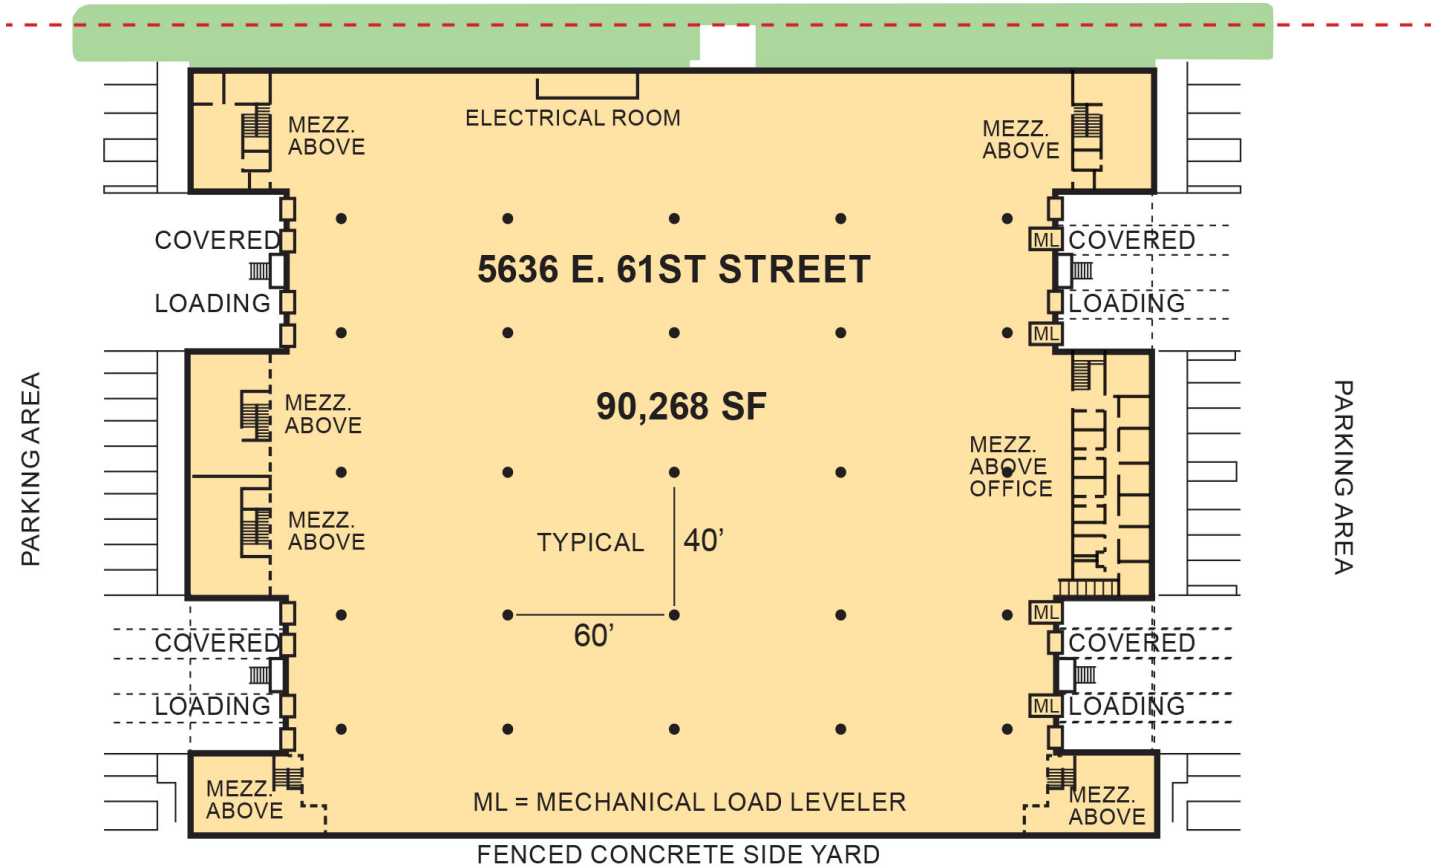 ELECTRICAL ROOM
MEZZ.
ABOVE
MEZZ.
ABOVE
COVERED
LOADING
5636 E. 61ST STREET
ML
COVERED
LOADING
ML
90,268 SF
MEZZ.
ABOVE
MEZZ.
ABOVE
OFFICE
PARKING AREA
PARKING AREA
MEZZ.
ABOVE
TYPICAL
40’
60’
ML
COVERED
LOADING
COVERED
ML
LOADING
MEZZ.
ABOVE
ML = MECHANICAL LOAD LEVELER
MEZZ.
ABOVE
FENCED CONCRETE SIDE YARD